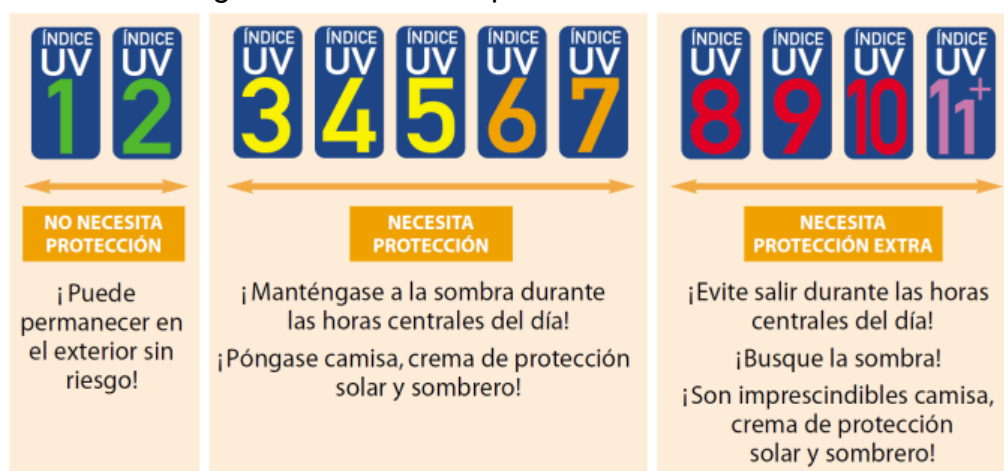 ÍNDICE
UV
1
ÍNDICE
UV
2
ÍNDICE
UV
3
ÍNDICE
UV
4
ÍNDICE
UV
5
ÍNDICE
UV
6
ÍNDICE
UV
7
ÍNDICE
UV
8
ÍNDICE
UV
9
ÍNDICE
UV
10
ÍNDICE
UV
11+
NO NECESITA
PROTECCIÓN
¡Puede
permanecer en
el exterior sin
riesgo!
NECESITA
PROTECCIÓN
¡Manténgase a la sombra durante
las horas centrales del día!
¡Póngase camisa, crema de protección
solar y sombrero!
NECESITA
PROTECCIÓN EXTRA
¡Evite salir durante las horas
centrales del día!
¡Busque la sombra!
¡Son imprescindibles camisa,
crema de protección
solar y sombrero!